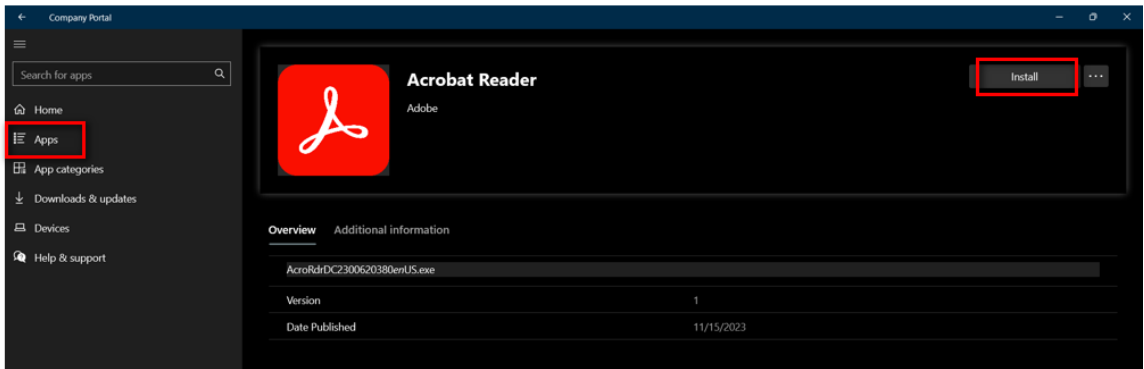 Company Portal
Search for apps
Home
Apps
App categories
Downloads & updates
Devices
Help & support
Acrobat Reader
Adobe
Install
Overview Additional information
AcroRdrDC2300620380enUS.exe
Version 1
Date Published 11/15/2023